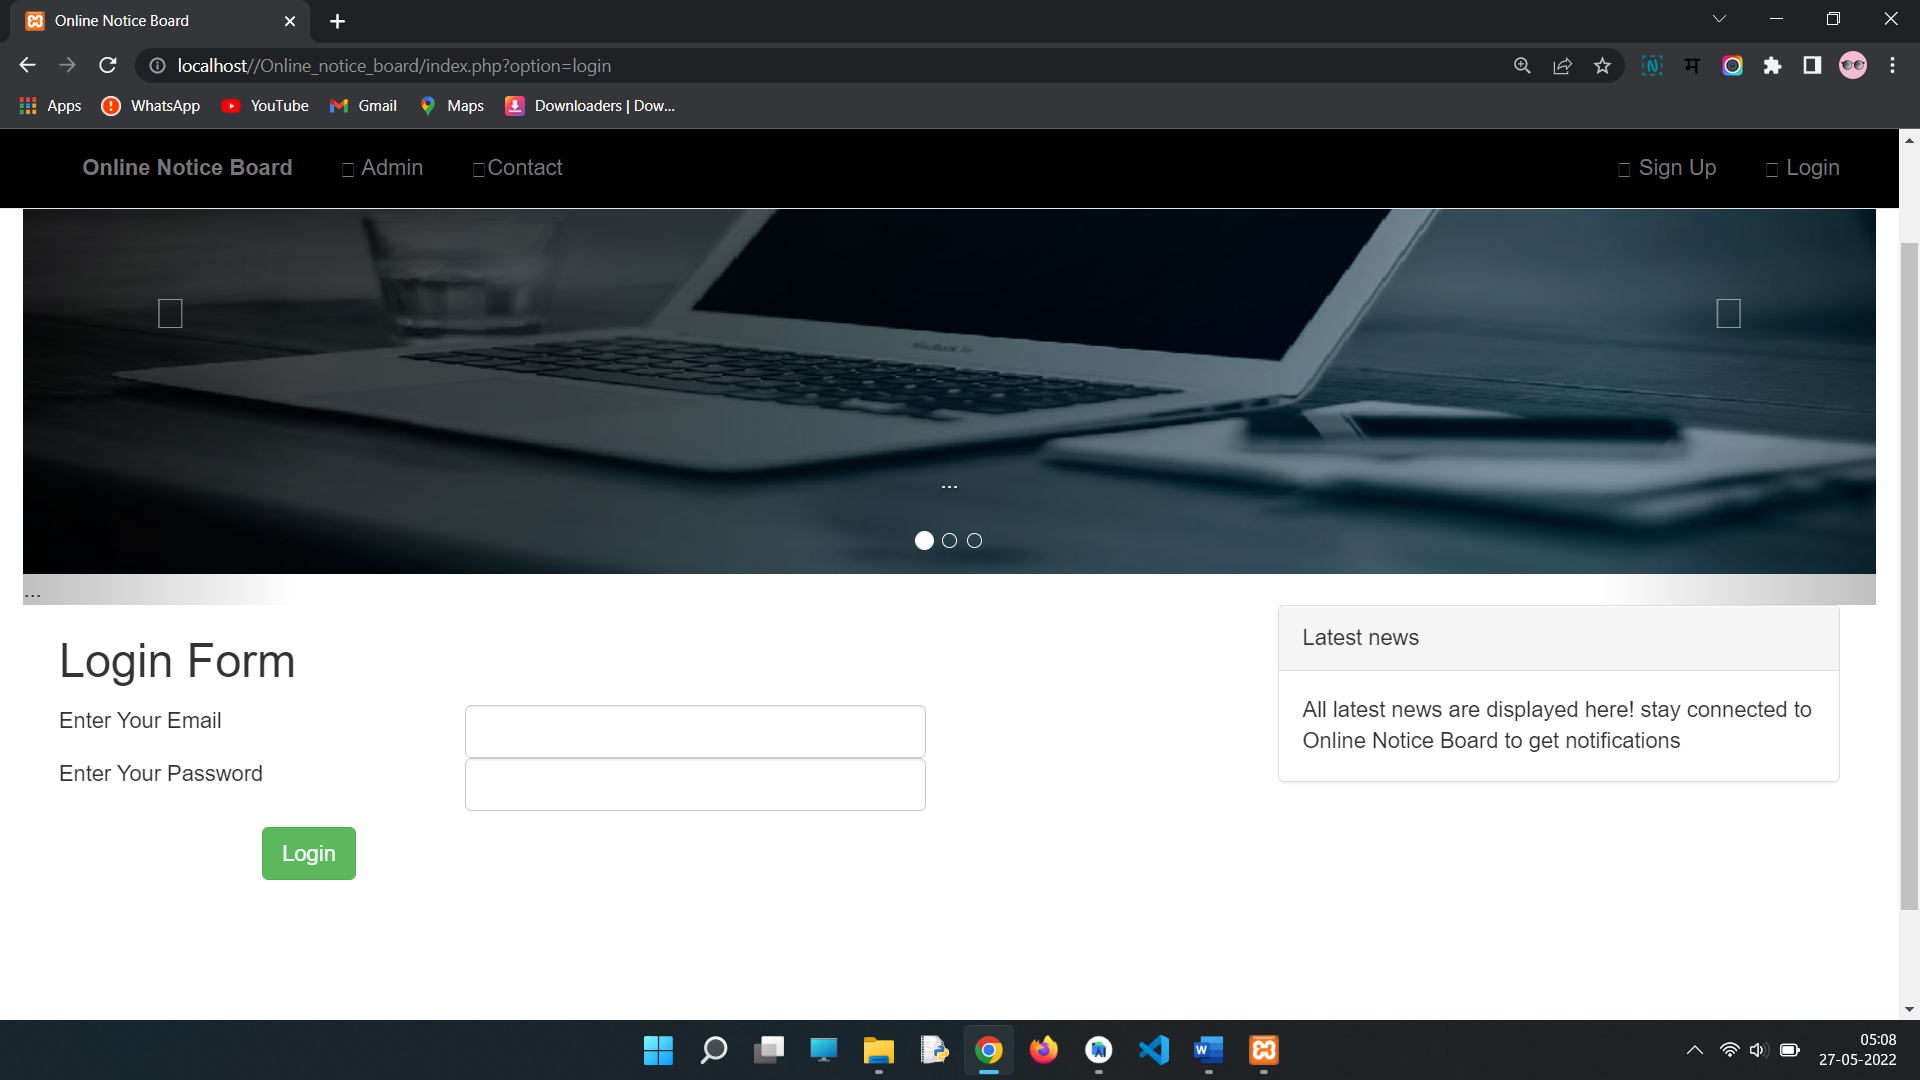 Online Notice Board
localhost//Online_notice_board/index.php?option=login
Apps WhatsApp YouTube Gmail Maps Downloaders | Dow...
Online Notice Board Admin Contact Sign Up Login
...
...
Login Form
Enter Your Email
Enter Your Password
Login
Latest news
All latest news are displayed here! stay connected to
Online Notice Board to get notifications
05:08
27-05-2022